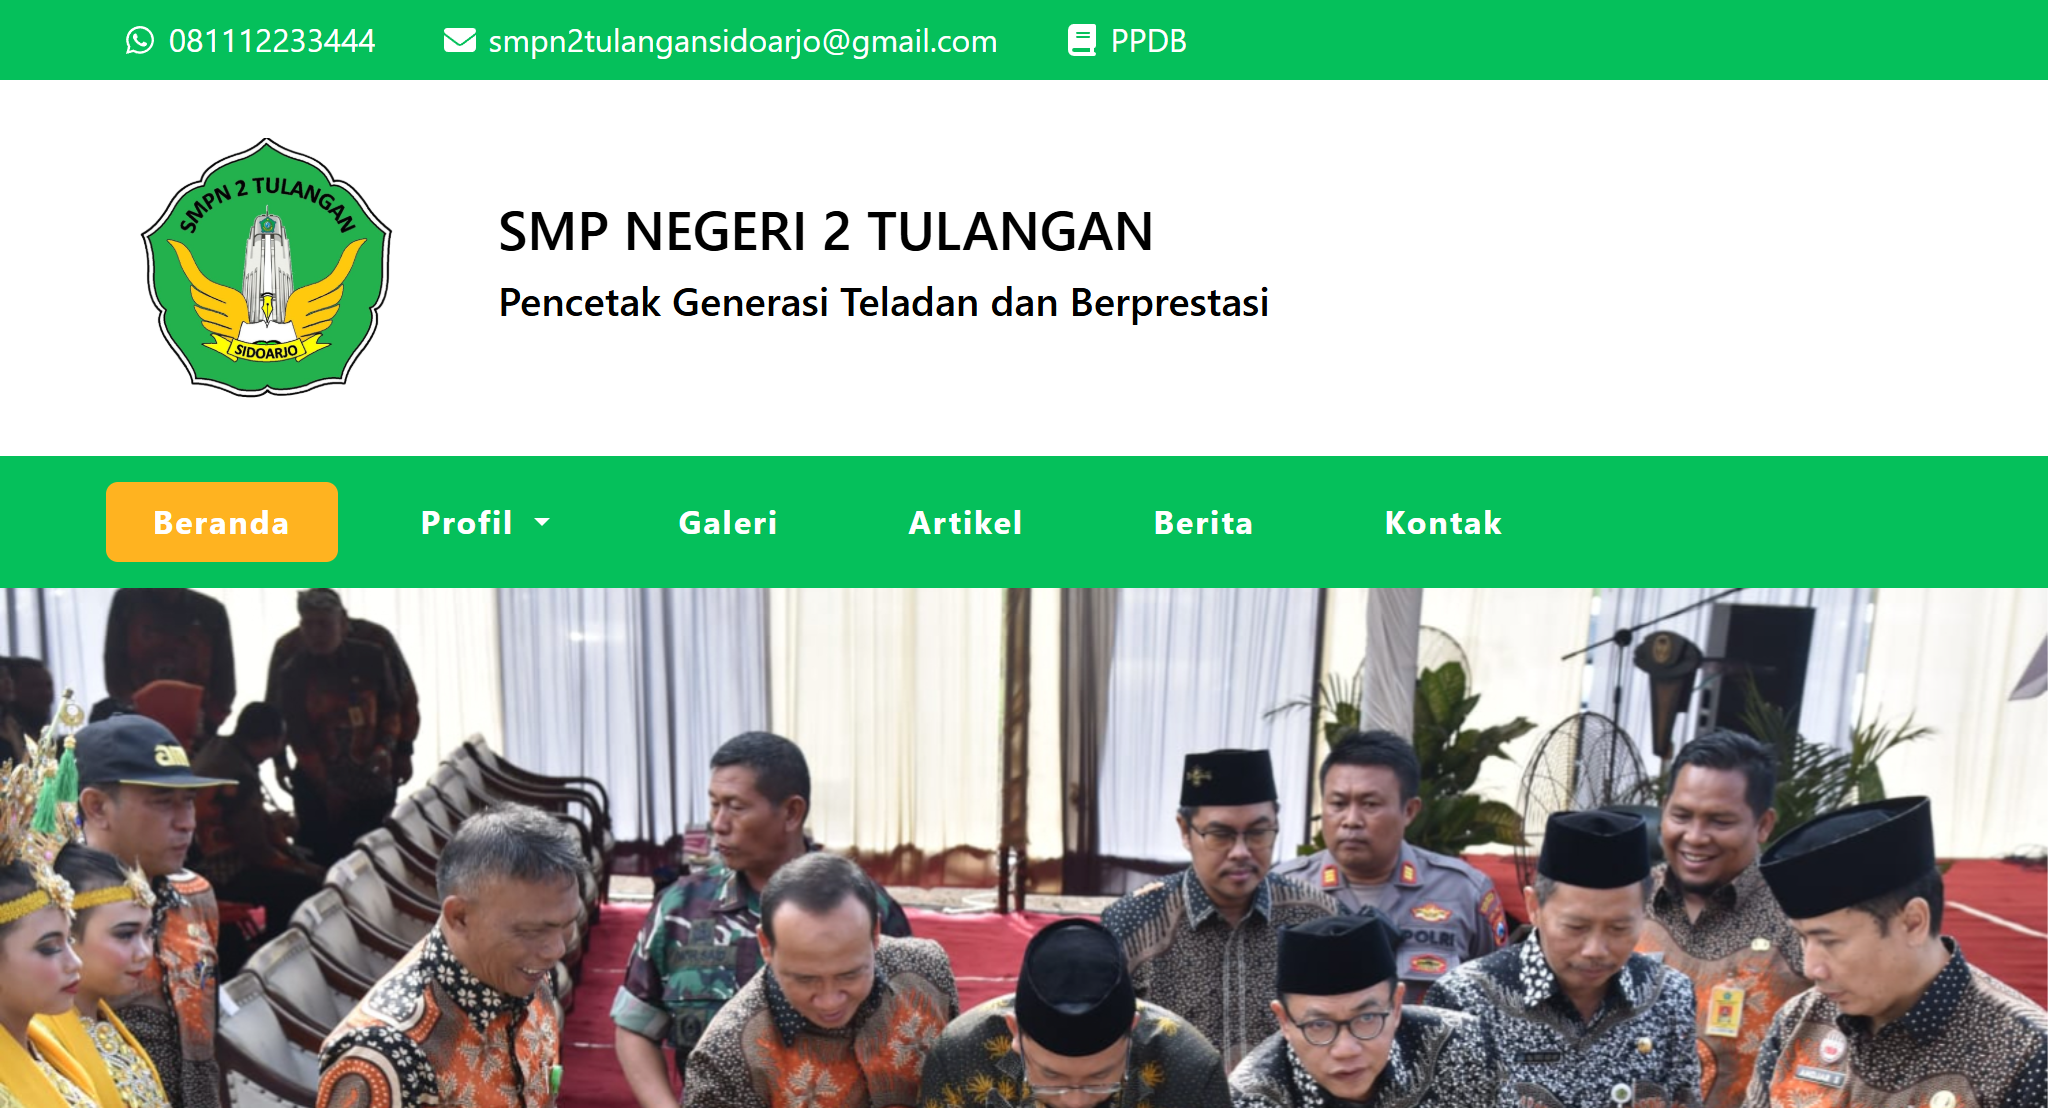 081112233444 smpn2tulangansidoarjo@gmail.com PPDB
SMPN 2 TULANGAN
SIDOARJO
SMP NEGERI 2 TULANGAN
Pencetak Generasi Teladan dan Berprestasi
Beranda Profil Galeri Artikel Berita Kontak
POLRI